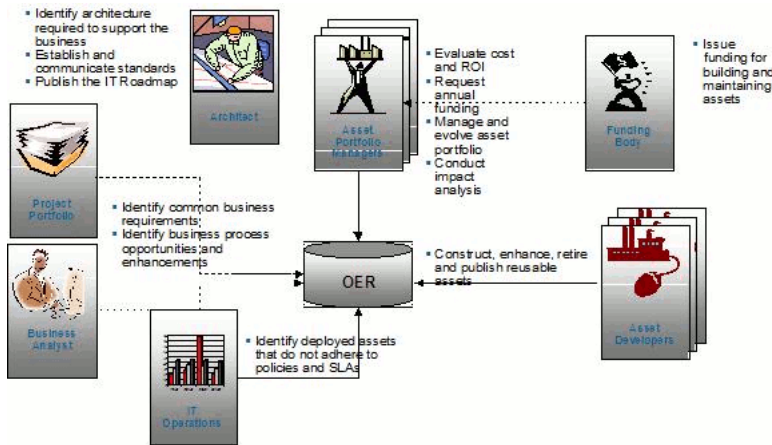 ▪ Identify architecture
required to support the
business
▪ Establish and
communicate standards
▪ Publish the IT Roadmap
Architect
Asset
Portfolio
Managers
▪ Evaluate cost
and ROI
▪ Request
annual
funding
▪ Manage and
evolve asset
portfolio
▪ Conduct
impact
analysis
Funding
Body
▪ Issue
funding for
building and
maintaining
assets
Project
Portfolio
▪ Identify common business
requirements
▪ Identify business process
opportunities and
enhancements
Business
Analyst
OER
▪ Construct, enhance, retire
and publish reusable
assets
Asset
Developers
▪ Identify deployed assets
that do not adhere to
policies and SLAs
IT
Operations